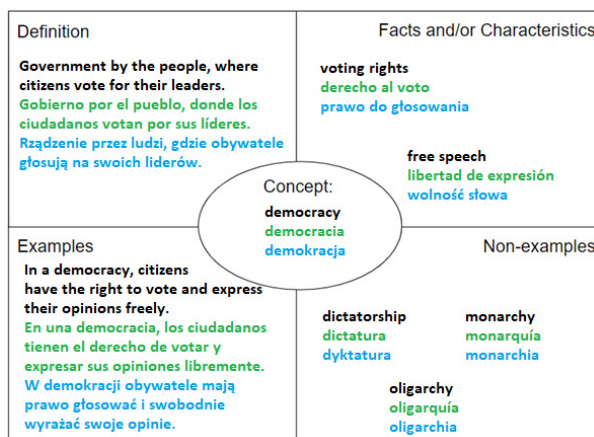 Definition
Government by the people, where
citizens vote for their leaders.
Gobierno por el pueblo, donde los
ciudadanos votan por sus líderes.
Rządzenie przez ludzi, gdzie obywatele
głosują na swoich liderów.
Facts and/or Characteristics
voting rights
derecho al voto
prawo do głosowania
free speech
libertad de expresión
wolność słowa
Concept:
democracy
democracia
demokracja
Examples
In a democracy, citizens
have the right to vote and express
their opinions freely.
En una democracia, los ciudadanos
tienen el derecho de votar y
expresar sus opiniones libremente.
W demokracji obywatele mają
prawo głosować i swobodnie
wyrażać swoje opinie.
Non-examples
dictatorship
dictatura
dyktatura
monarchy
monarquía
monarchia
oligarchy
oligarquía
oligarchia